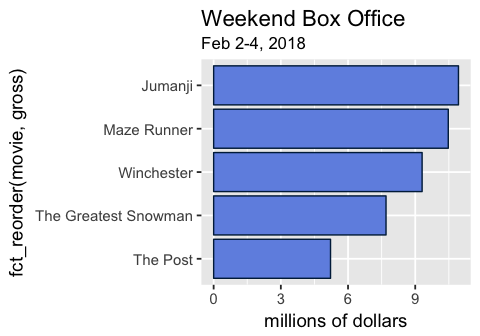 Weekend Box Office
Feb 2-4, 2018
fct_reorder(movie, gross)
Jumanji
Maze Runner
Winchester
The Greatest Snowman
The Post
0 3 6 9
millions of dollars